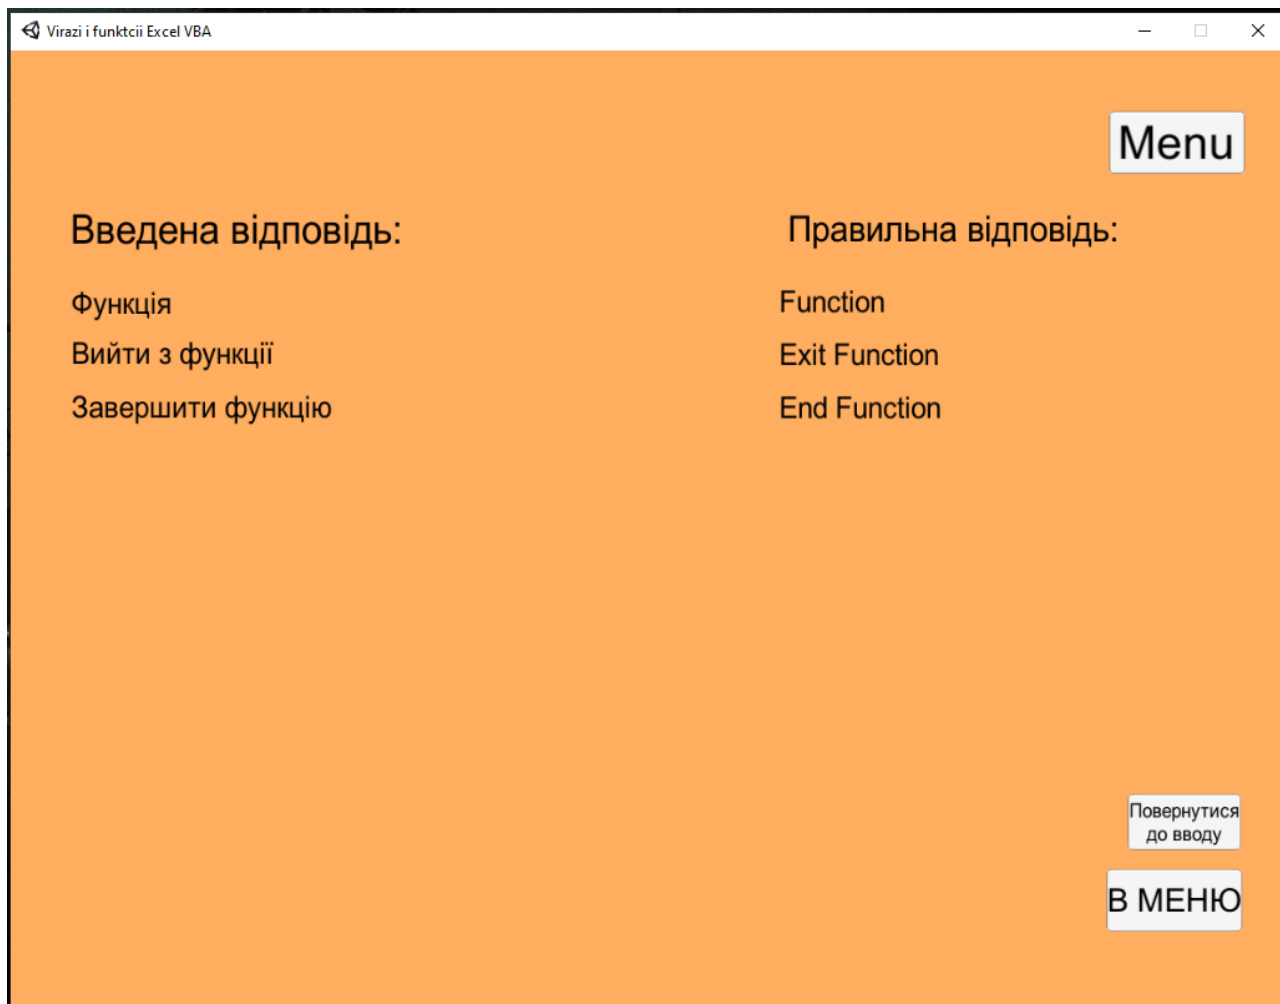 Virazi i funktcii Excel VBA
Menu
Введена відповідь:
Правильна відповідь:
Функція
Function
Вийти з функції
Exit Function
Завершити функцію
End Function
Повернутися
до вводу
В МЕНЮ